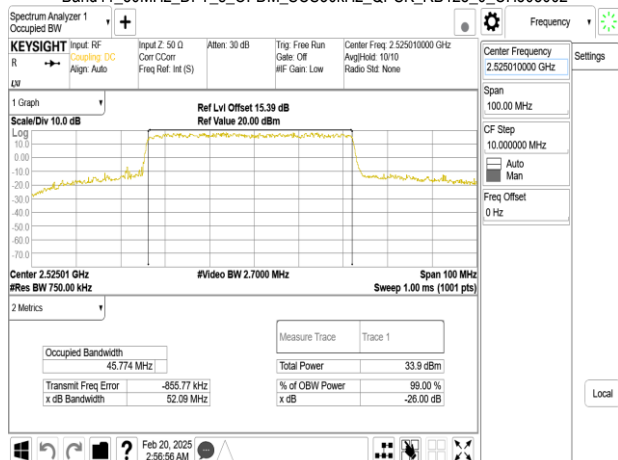 Spectrum Analyzer 1
Occupied BW
KEYSIGHT
R
Input: RF
Coupling: DC
Align: Auto
Input Z: 50 Ω
Corr CCorr
Freq Ref: Int (S)
Atten: 30 dB
Trig: Free Run
Gate: Off
#IF Gain: Low
Center Freq: 2.525010000 GHz
Avg|Hold: 10/10
Radio Std: None
LXI
1 Graph
Scale/Div 10.0 dB
Ref Lvl Offset 15.39 dB
Ref Value 20.00 dBm
Log
10.0
0.00
-10.0
-20.0
-30.0
-40.0
-50.0
-60.0
-70.0
Center 2.52501 GHz
#Res BW 750.00 kHz
#Video BW 2.7000 MHz
Span 100 MHz
Sweep 1.00 ms (1001 pts)
2 Metrics
Measure Trace Trace 1
Occupied Bandwidth
45.774 MHz
Total Power 33.9 dBm
Transmit Freq Error -855.77 kHz
% of OBW Power 99.00 %
x dB Bandwidth 52.09 MHz
x dB -26.00 dB
Feb 20, 2025
2:56:56 AM
Frequency
Center Frequency
2.525010000 GHz
Settings
Span
100.00 MHz
CF Step
10.000000 MHz
Auto
Man
Freq Offset
0 Hz
Local